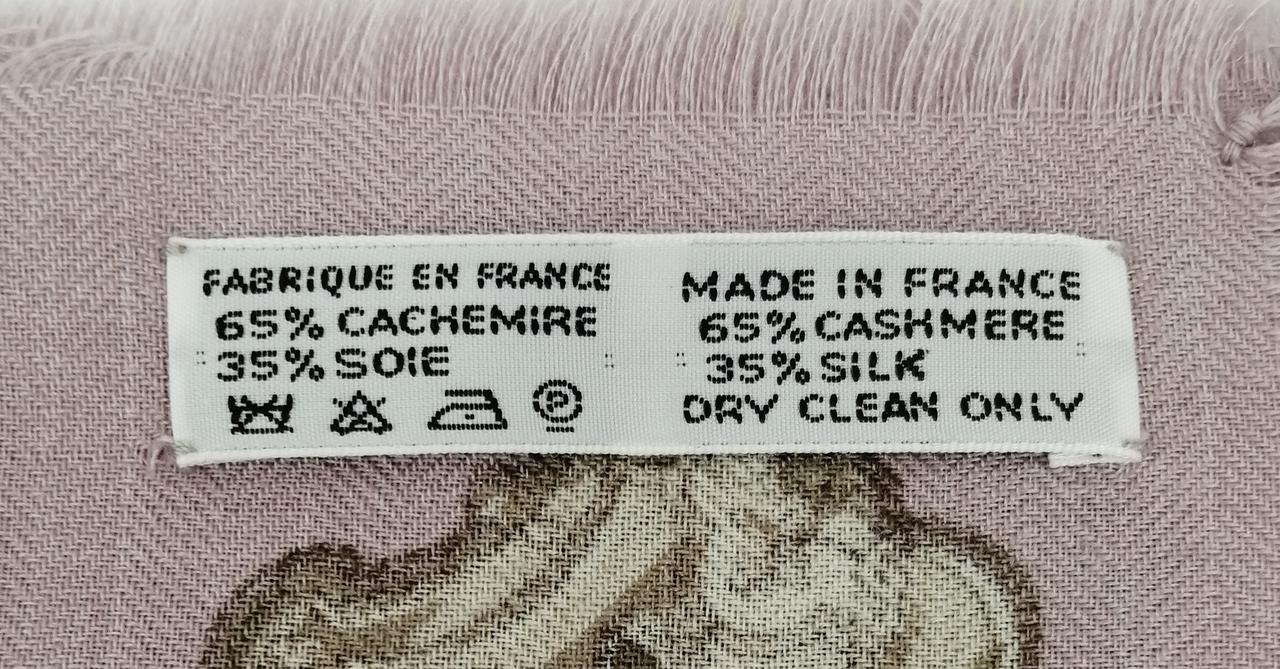 FABRIQUE EN FRANCE
65% CACHEMIRE
35% SOIE
P
MADE IN FRANCE
65% CASHMERE
35% SILK
DRY CLEAN ONLY